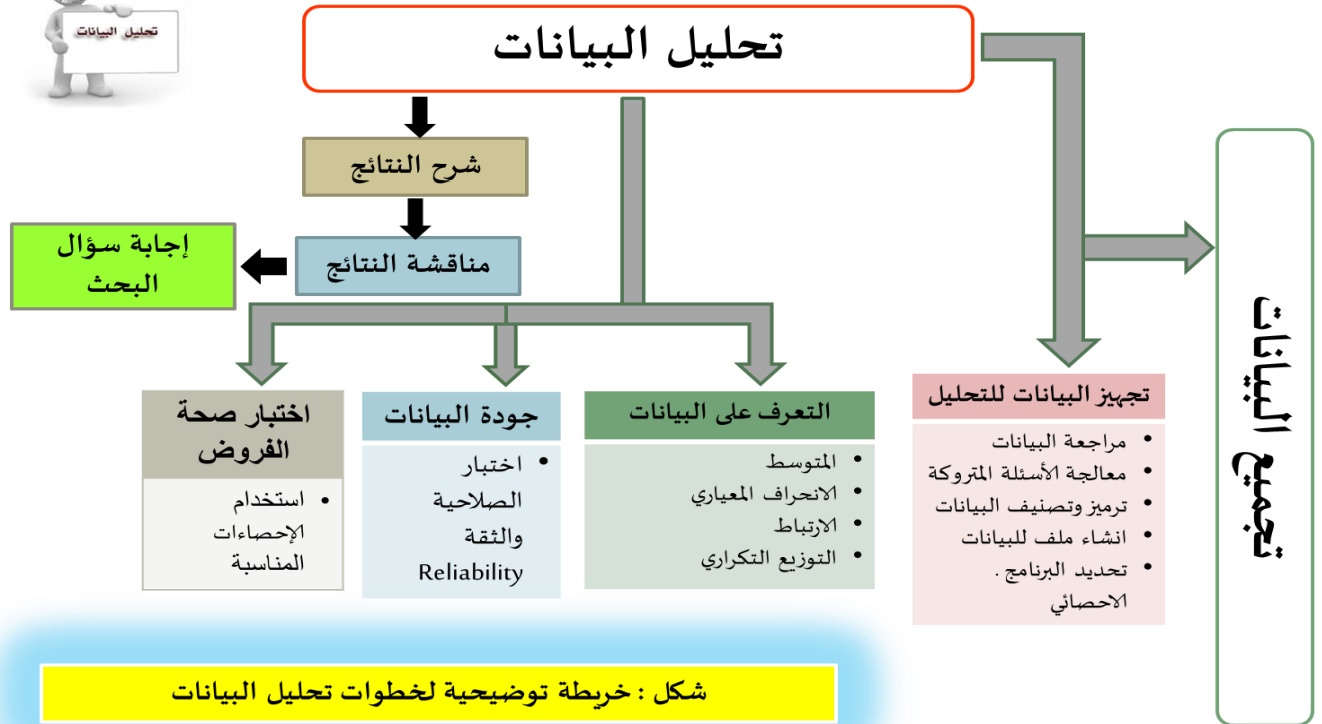 تحليل البيانات
تحليل البيانات
شرح النتائج
مناقشة النتائج
إجابة سؤال
البحث
تجميع البيانات
تجهيز البيانات للتحليل
• مراجعة البيانات
• معالجة الأسئلة المتروكة
• ترميز وتصنيف البيانات
• انشاء ملف للبيانات
• تحديد البرنامج .
الاحصائي
التعرف على البيانات
• المتوسط
• الانحراف المعياري
• الارتباط
• التوزيع التكراري
جودة البيانات
• اختبار
الصلاحية
والثقة
Reliability
اختبار صحة
الفروض
• استخدام
الإحصاءات
المناسبة
شكل : خريطة توضيحية لخطوات تحليل البيانات